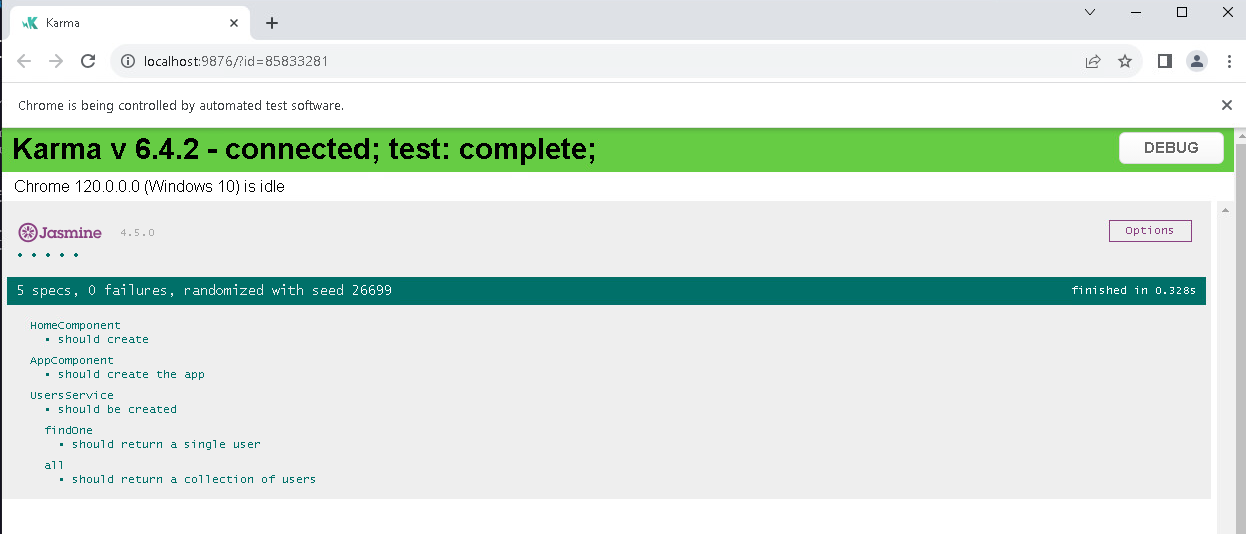 Karma
localhost:9876/?id=85833281
Chrome is being controlled by automated test software.
Karma v 6.4.2 - connected; test: complete;
DEBUG
Chrome 120.0.0.0 (Windows 10) is idle
Jasmine 4.5.0
Options
• • • • •
5 specs, 0 failures, randomized with seed 26699
finished in 0.328s
HomeComponent
• should create
AppComponent
• should create the app
UsersService
• should be created
findOne
• should return a single user
all
• should return a collection of users